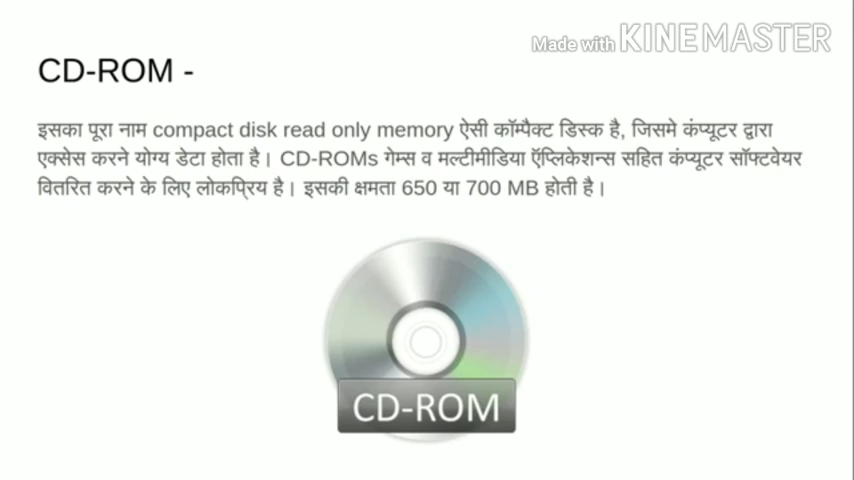 Made with KINEMASTER
CD-ROM -
इसका पूरा नाम compact disk read only memory ऐसी कॉम्पैक्ट डिस्क है, जिसमे कंप्यूटर द्वारा
एक्सेस करने योग्य डेटा होता है। CD-ROMs गेम्स व मल्टीमीडिया ऍप्लिकेशन्स सहित कंप्यूटर सॉफ्टवेयर
वितरित करने के लिए लोकप्रिय है। इसकी क्षमता 650 या 700 MB होती है।
CD-ROM